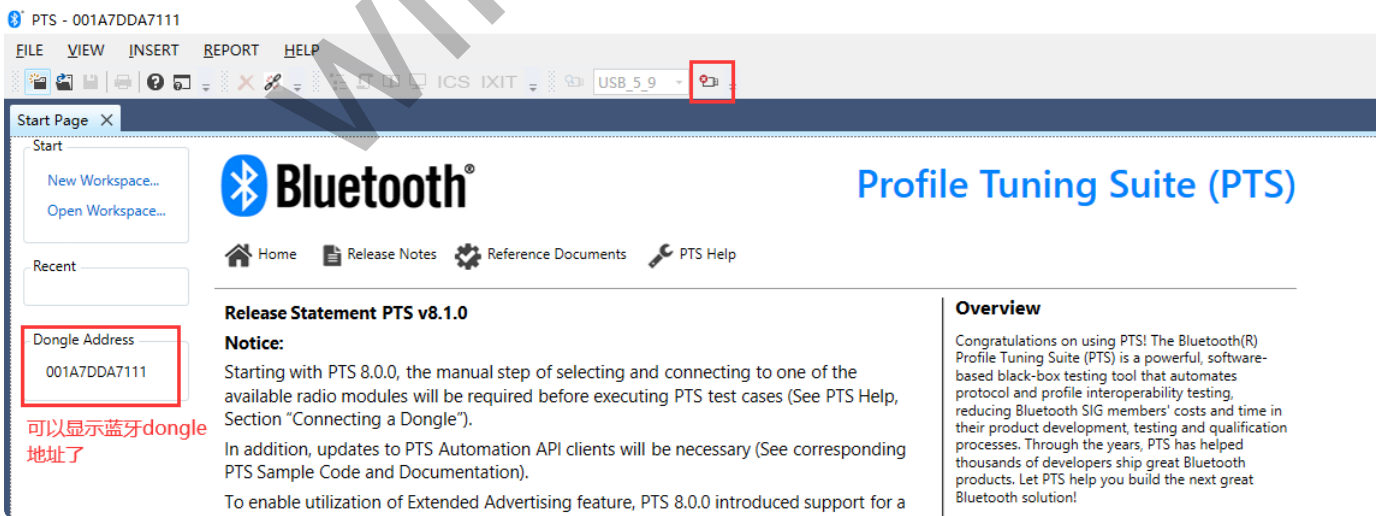 PTS - 001A7DDA7111
FILE VIEW INSERT REPORT HELP
ICS IXIT USB_5_9
Start Page
Start
New Workspace...
Open Workspace...
Recent
Dongle Address
001A7DDA7111
可以显示蓝牙dongle
地址了
Bluetooth®
Profile Tuning Suite (PTS)
Home Release Notes Reference Documents PTS Help
Release Statement PTS v8.1.0
Notice:
Starting with PTS 8.0.0, the manual step of selecting and connecting to one of the
available radio modules will be required before executing PTS test cases (See PTS Help,
Section "Connecting a Dongle").
In addition, updates to PTS Automation API clients will be necessary (See corresponding
PTS Sample Code and Documentation).
To enable utilization of Extended Advertising feature, PTS 8.0.0 introduced support for a
Overview
Congratulations on using PTS! The Bluetooth(R)
Profile Tuning Suite (PTS) is a powerful, software-
based black-box testing tool that automates
protocol and profile interoperability testing,
reducing Bluetooth SIG members' costs and time in
their product development, testing and qualification
processes. Through the years, PTS has helped
thousands of developers ship great Bluetooth
products. Let PTS help you build the next great
Bluetooth solution!